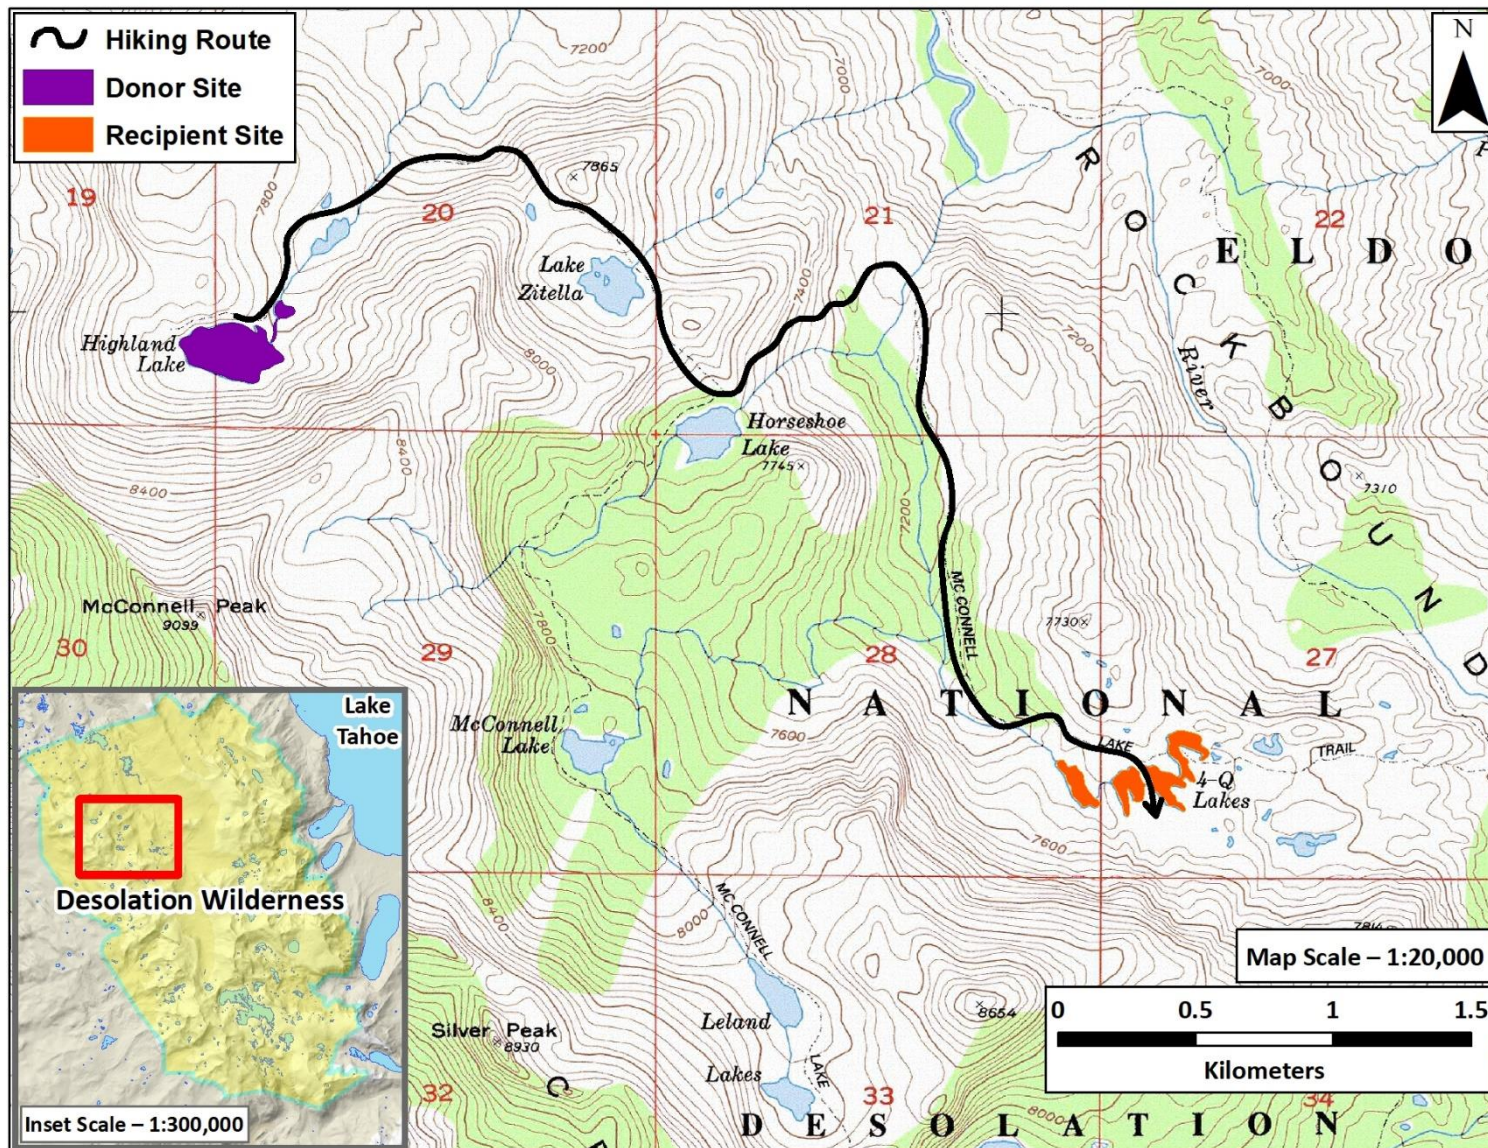 Hiking Route
Donor Site
Recipient Site
N
7200
7000
7000
7865
7800
19
20
21
22
R
O
C
K
B
O
U
N
D
E L D O
Lake
Zitella
7400
7200
River
Highland
Lake
8000
Horseshoe
Lake
7745
8400
8400
7310
7200
McConnell Peak
9099
7800
MC CONNELL
7730
30
29
28
27
N A T I O N A L
Lake
Tahoe
McConnell
Lake
7600
LAKE
TRAIL
4-Q
Lakes
7600
Desolation Wilderness
8400
8000
MC CONNELL
7814
Map Scale – 1:20,000
0 0.5 1 1.5
Kilometers
8654
Leland
Lakes
Silver Peak
8930
LAKE
C
32
33
34
8000
Inset Scale – 1:300,000
D E S O L A T I O N